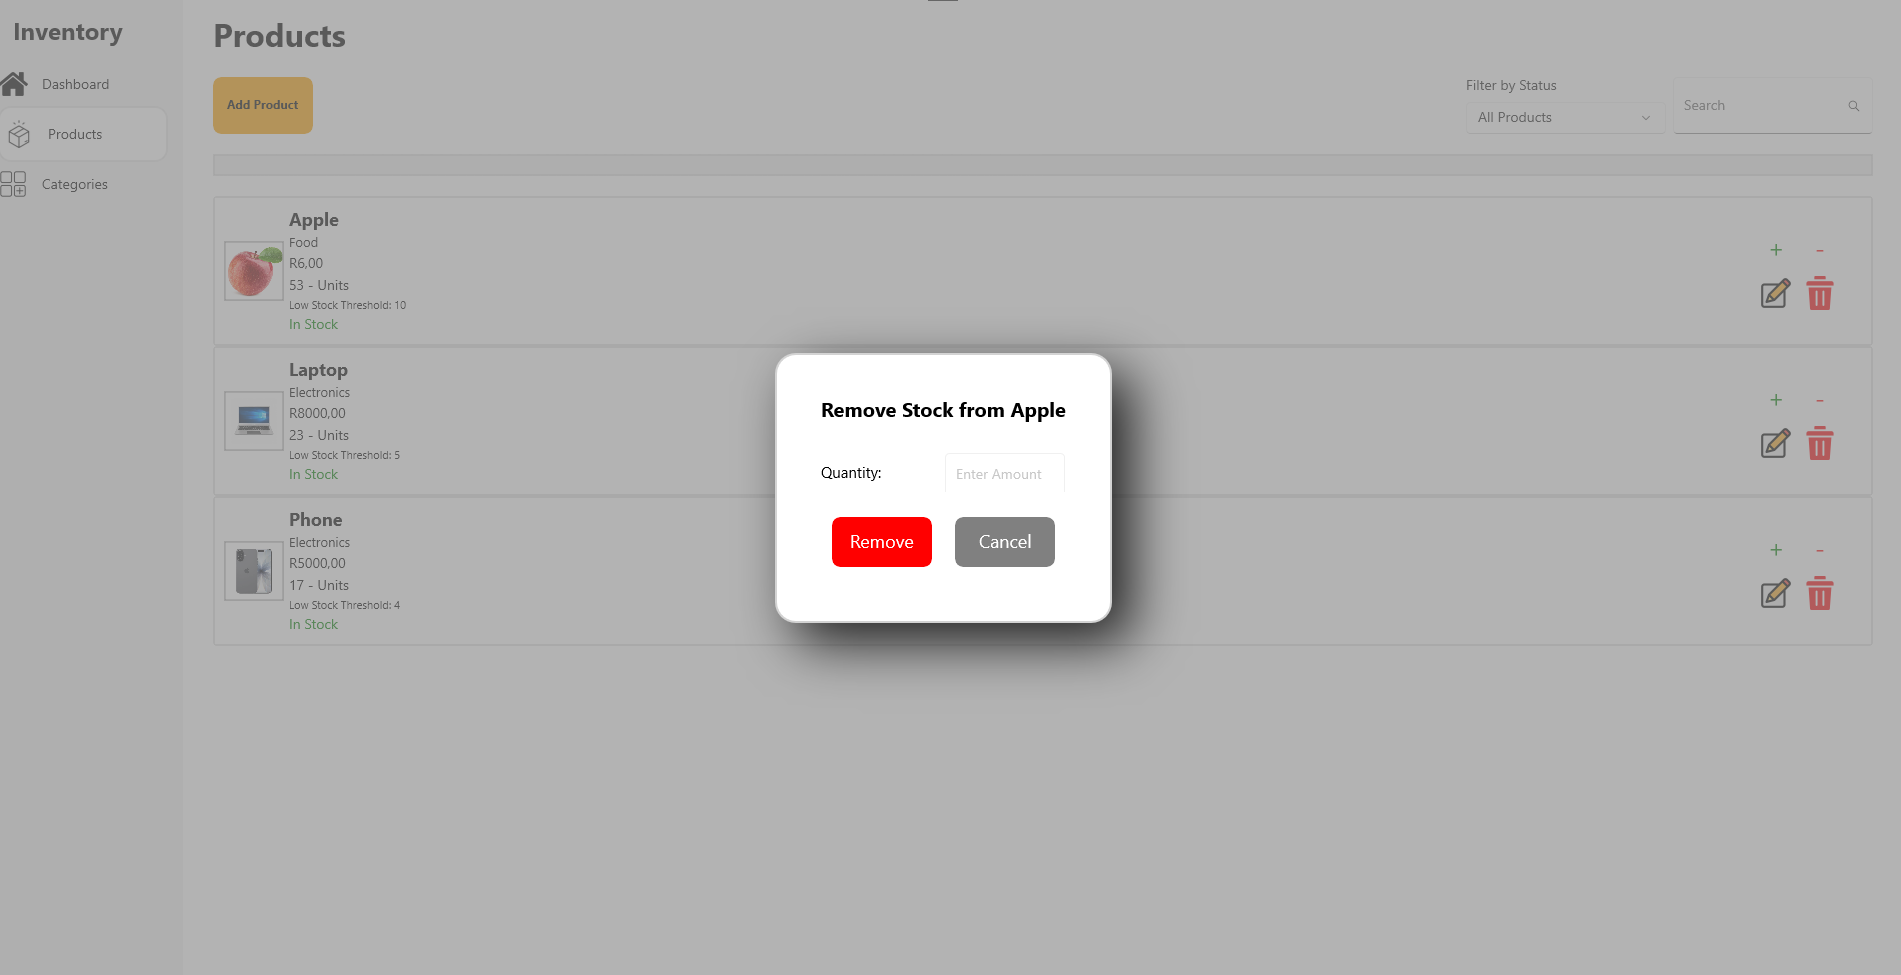 Inventory
Dashboard
Products
Categories
Products
Add Product
Filter by Status
All Products
Search
Apple
Food
R6,00
53 - Units
Low Stock Threshold: 10
In Stock
+
-
Laptop
Electronics
R8000,00
23 - Units
Low Stock Threshold: 5
In Stock
+
-
Phone
Electronics
R5000,00
17 - Units
Low Stock Threshold: 4
In Stock
+
-
Remove Stock from Apple
Quantity:
Enter Amount
Remove
Cancel